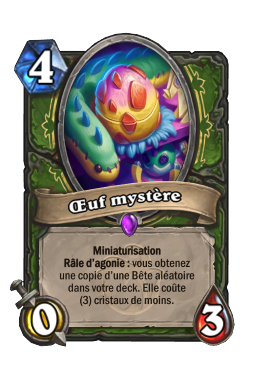 4
Œuf mystère
Miniaturisation
Râle d'agonie : vous obtenez
une copie d'une Bête aléatoire
dans votre deck. Elle coûte
(3) cristaux de moins.
0
3